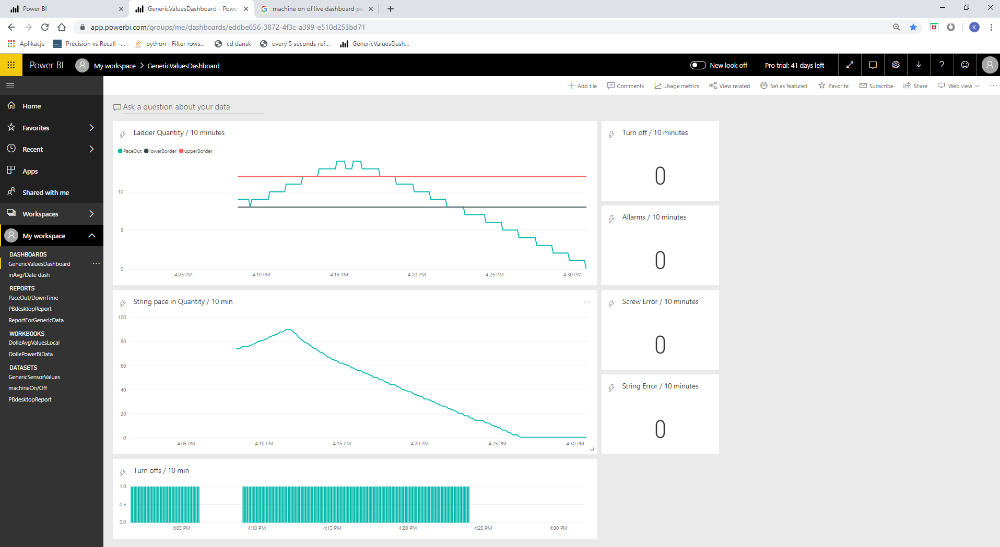 Power BI
GenericValuesDashboard - Power
machine on of live dashboard po
app.powerbi.com/groups/me/dashboards/eddbe656-3872-4f3c-a399-e510d253bd71
K
Aplikacje
Precision vs Recall –...
python - Filter rows...
cd dansk
every 5 seconds ref...
GenericValuesDash...
Power BI
My workspace > GenericValuesDashboard
New look off
Pro trial: 41 days left
Add tile
Comments
Usage metrics
View related
Set as featured
Favorite
Subscribe
Share
Web view
Home
Favorites
Recent
Apps
Shared with me
Workspaces
My workspace
DASHBOARDS
GenericValuesDashboard
inAvg/Date dash
REPORTS
PaceOut/DownTime
PBdesktopReport
ReportForGenericData
WORKBOOKS
DolleAvgValuesLocal
DollePowerBiData
DATASETS
GenericSensorValues
machineOn/Off
PBdesktopReport
Ask a question about your data
Ladder Quantity / 10 minutes
PaceOut lowerBorder upperBorder
10
5
0
4:05 PM 4:10 PM 4:15 PM 4:20 PM 4:25 PM 4:30 PM
String pace in Quantity / 10 min
100
80
60
40
20
0
4:05 PM 4:10 PM 4:15 PM 4:20 PM 4:25 PM 4:30 PM
Turn offs / 10 min
1.0
0.5
0.0
4:05 PM 4:10 PM 4:15 PM 4:20 PM 4:25 PM 4:30 PM
Turn off / 10 minutes
0
Allarms / 10 minutes
0
Screw Error / 10 minutes
0
String Error / 10 minutes
0